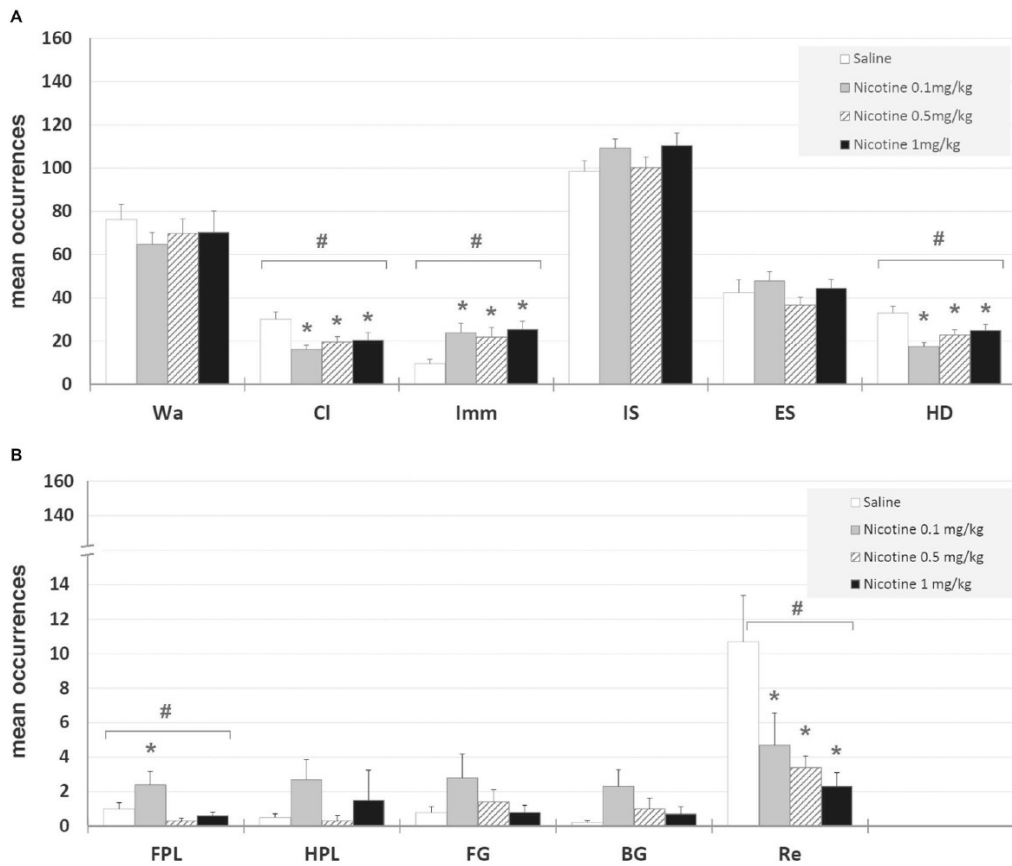 A
160
140
120
100
80
60
40
20
0
mean occurrences
Saline
Nicotine 0.1mg/kg
Nicotine 0.5mg/kg
Nicotine 1mg/kg
# # #
* * * * * * * * *
Wa Cl Imm IS ES HD
B
160
140
14
12
10
8
6
4
2
0
mean occurrences
Saline
Nicotine 0.1 mg/kg
Nicotine 0.5 mg/kg
Nicotine 1 mg/kg
# #
* * * *
FPL HPL FG BG Re